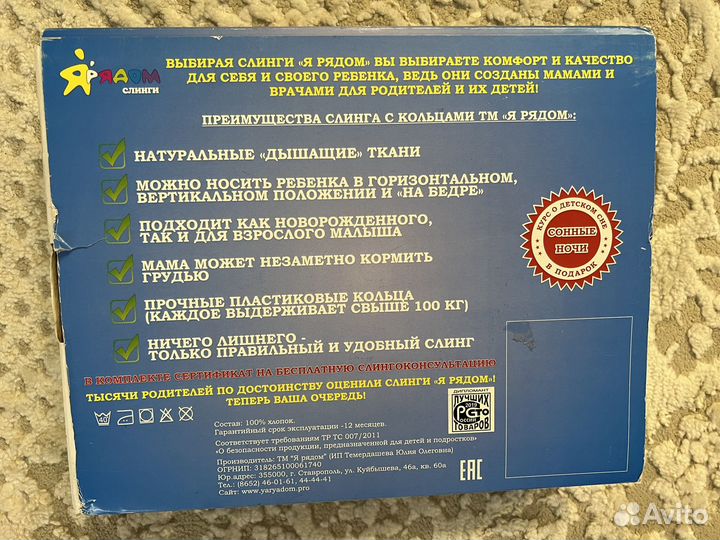 ЯРЯДОМ
СЛИНГИ
ВЫБИРАЯ СЛИНГИ «Я РЯДОМ» ВЫ ВЫБИРАЕТЕ КОМФОРТ И КАЧЕСТВО
ДЛЯ СЕБЯ И СВОЕГО РЕБЕНКА, ВЕДЬ ОНИ СОЗДАНЫ МАМАМИ И
ВРАЧАМИ ДЛЯ РОДИТЕЛЕЙ И ИХ ДЕТЕЙ!
ПРЕИМУЩЕСТВА СЛИНГА С КОЛЬЦАМИ ТМ «Я РЯДОМ»:
НАТУРАЛЬНЫЕ «ДЫШАЩИЕ» ТКАНИ
МОЖНО НОСИТЬ РЕБЕНКА В ГОРИЗОНТАЛЬНОМ,
ВЕРТИКАЛЬНОМ ПОЛОЖЕНИИ И «НА БЕДРЕ»
ПОДХОДИТ КАК НОВОРОЖДЕННОГО,
ТАК И ДЛЯ ВЗРОСЛОГО МАЛЫША
МАМА МОЖЕТ НЕЗАМЕТНО КОРМИТЬ
ГРУДЬЮ
ПРОЧНЫЕ ПЛАСТИКОВЫЕ КОЛЬЦА
(КАЖДОЕ ВЫДЕРЖИВАЕТ СВЫШЕ 100 КГ)
НИЧЕГО ЛИШНЕГО -
ТОЛЬКО ПРАВИЛЬНЫЙ И УДОБНЫЙ СЛИНГ
КУРС О ДЕТСКОМ СНЕ
СОННЫЕ
НОЧИ
В ПОДАРОК
В КОМПЛЕКТЕ СЕРТИФИКАТ НА БЕСПЛАТНУЮ СЛИНГОКОНСУЛЬТАЦИЮ
ТЫСЯЧИ РОДИТЕЛЕЙ ПО ДОСТОИНСТВУ ОЦЕНИЛИ СЛИНГИ «Я РЯДОМ»!
ТЕПЕРЬ ВАША ОЧЕРЕДЬ!
40
Состав: 100% хлопок.
Гарантийный срок эксплуатации -12 месяцев.
Соответствует требованиям ТР ТС 007/2011
«О безопасности продукции, предназначенной для детей и подростков»
Производитель: ТМ "Я рядом" (ИП Темердашева Юлия Олеговна)
ОГРНИП: 318265100061740
Юр.адрес: 355000, г. Ставрополь, ул. Куйбышева, 46а, кв. 60а
Тел.: (8652) 46-01-61, 44-44-41
Сайт: www.yaryadom.pro
ДИПЛОМАНТ
ЛУЧШИХ
ТОВАРОВ
РОССИИ
EAC
Avito